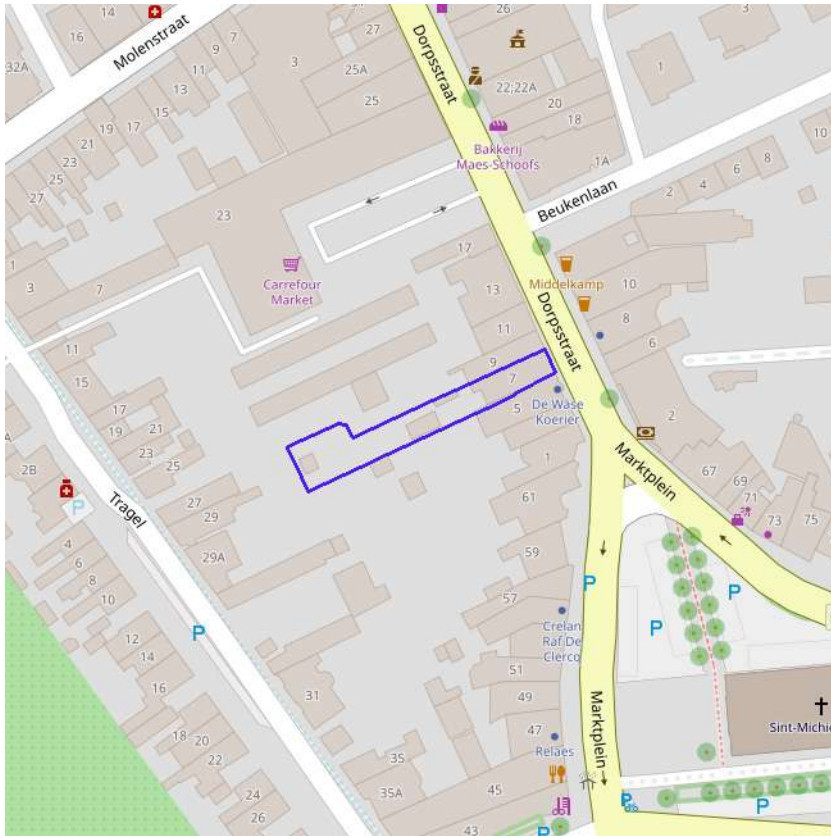 16
14
7
9
11
13
15
17
19
21
23
25
27
32A
Molenstraat
3
27
25A
25
Dorpsstraat
26
22;22A
20
18
1A
Bakkerij
Maes-Schoofs
1
3
10
8
6
4
2
Beukenlaan
23
Carrefour
Market
1
3
7
17
13
11
9
7
5
Middelkamp
10
8
6
2
Dorpsstraat
De Wase
Koerier
11
15
17
19
21
23
25
27
29
29A
2B
P
Tragel
4
6
8
10
12
14
16
18
20
22
24
26
P
31
35
35A
1
61
59
57
51
49
47
45
43
P
Crelan
Raf De
Clercq
Relaes
Marktplein
67
69
71
73
75
P
P
Marktplein
Sint-Michie
P
P
P